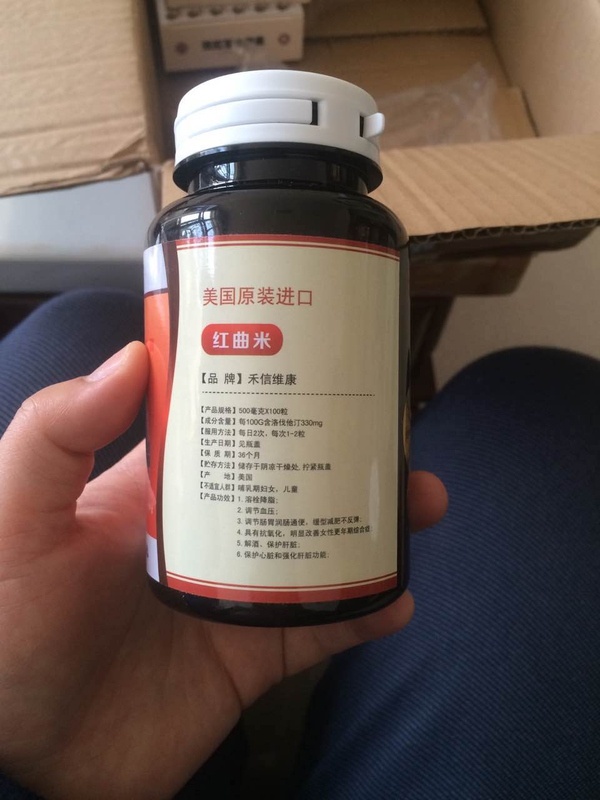 美国原装进口
红曲米
【品 牌】禾信维康
【产品规格】500毫克X100粒
【成分含量】每100G含洛伐他汀330mg
【服用方法】每日2次，每次1-2粒
【生产日期】见瓶盖
【保 质 期】36个月
【贮存方法】储存于阴凉干燥处，拧紧瓶盖
【产 地】美国
【不适宜人群】哺乳期妇女、儿童
【产品功效】1. 溶栓降脂;
2. 调节血压;
3. 调节肠胃润肠通便，缓型减肥不反弹;
4. 具有抗氧化，明显改善女性更年期综合症;
5. 解酒、保护肝脏;
6. 保护心脏和强化肝脏功能;